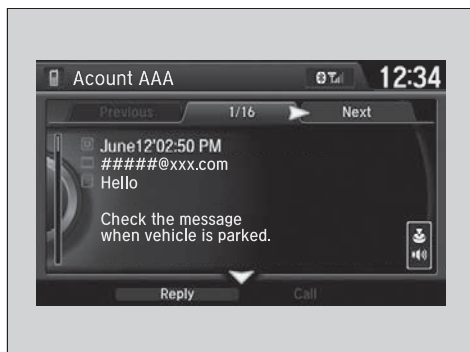 Acount AAA
12:34
Previous
1/16
Next
June12'02:50 PM
#####@xxx.com
Hello
Check the message
when vehicle is parked.
Reply
Call